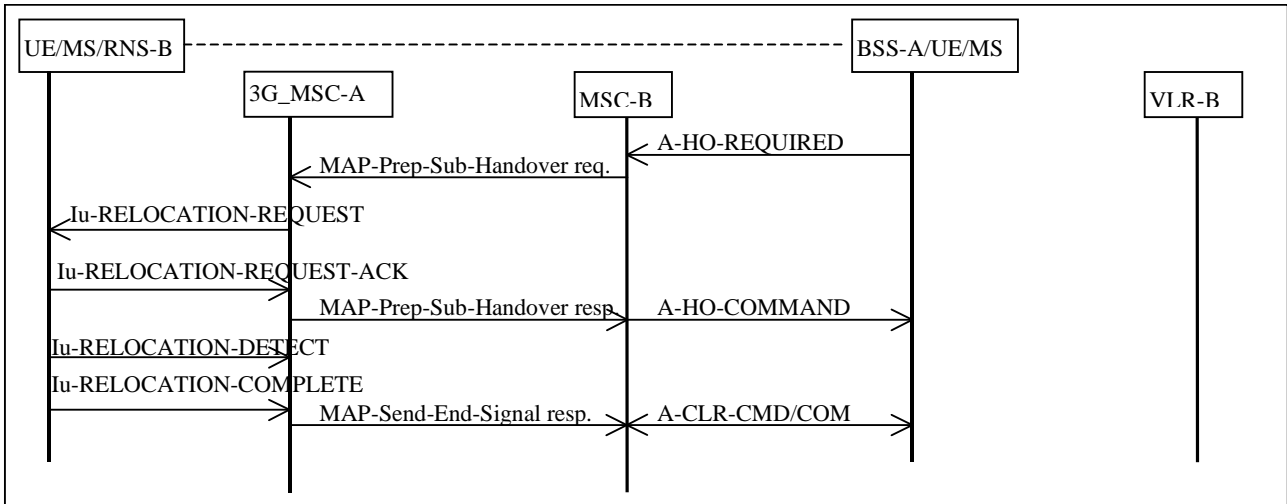 UE/MS/RNS-B
BSS-A/UE/MS
3G_MSC-A
MSC-B
VLR-B
A-HO-REQUIRED
MAP-Prep-Sub-Handover req.
Iu-RELOCATION-REQUEST
Iu-RELOCATION-REQUEST-ACK
MAP-Prep-Sub-Handover resp.
A-HO-COMMAND
Iu-RELOCATION-DETECT
Iu-RELOCATION-COMPLETE
MAP-Send-End-Signal resp.
A-CLR-CMD/COM